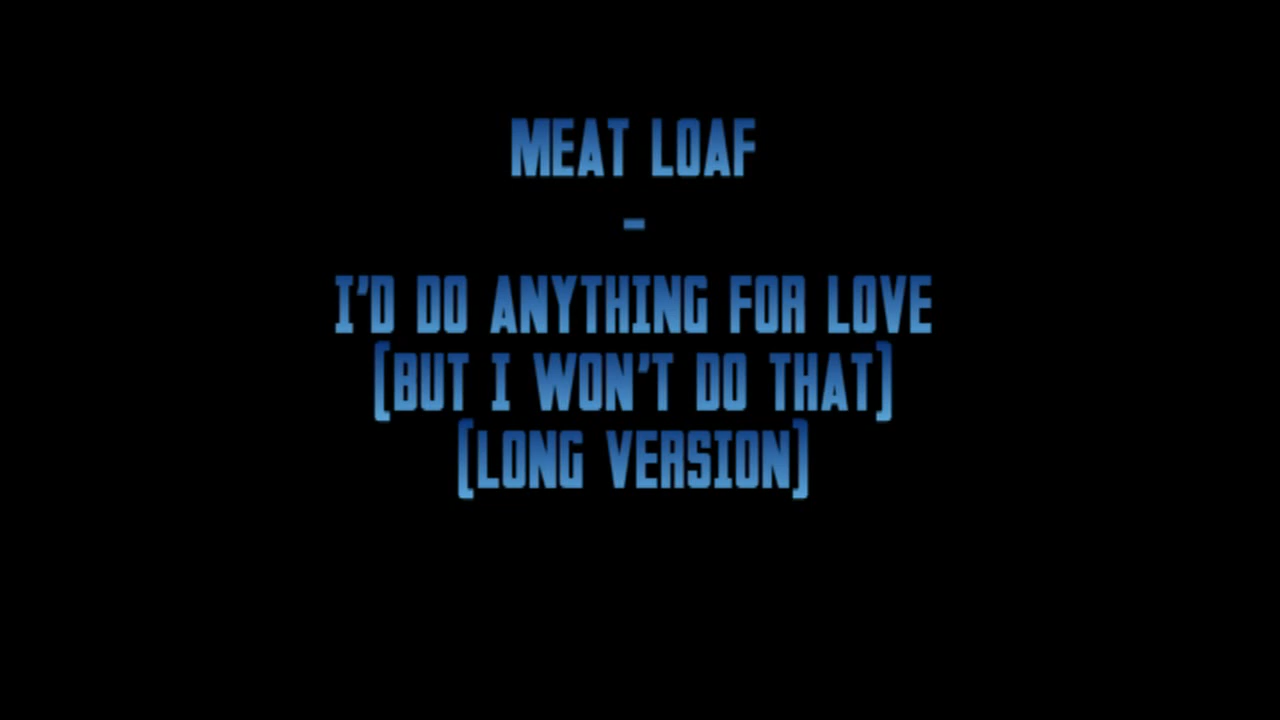 MEAT LOAF
-
I'D DO ANYTHING FOR LOVE
(BUT I WON'T DO THAT)
(LONG VERSION)